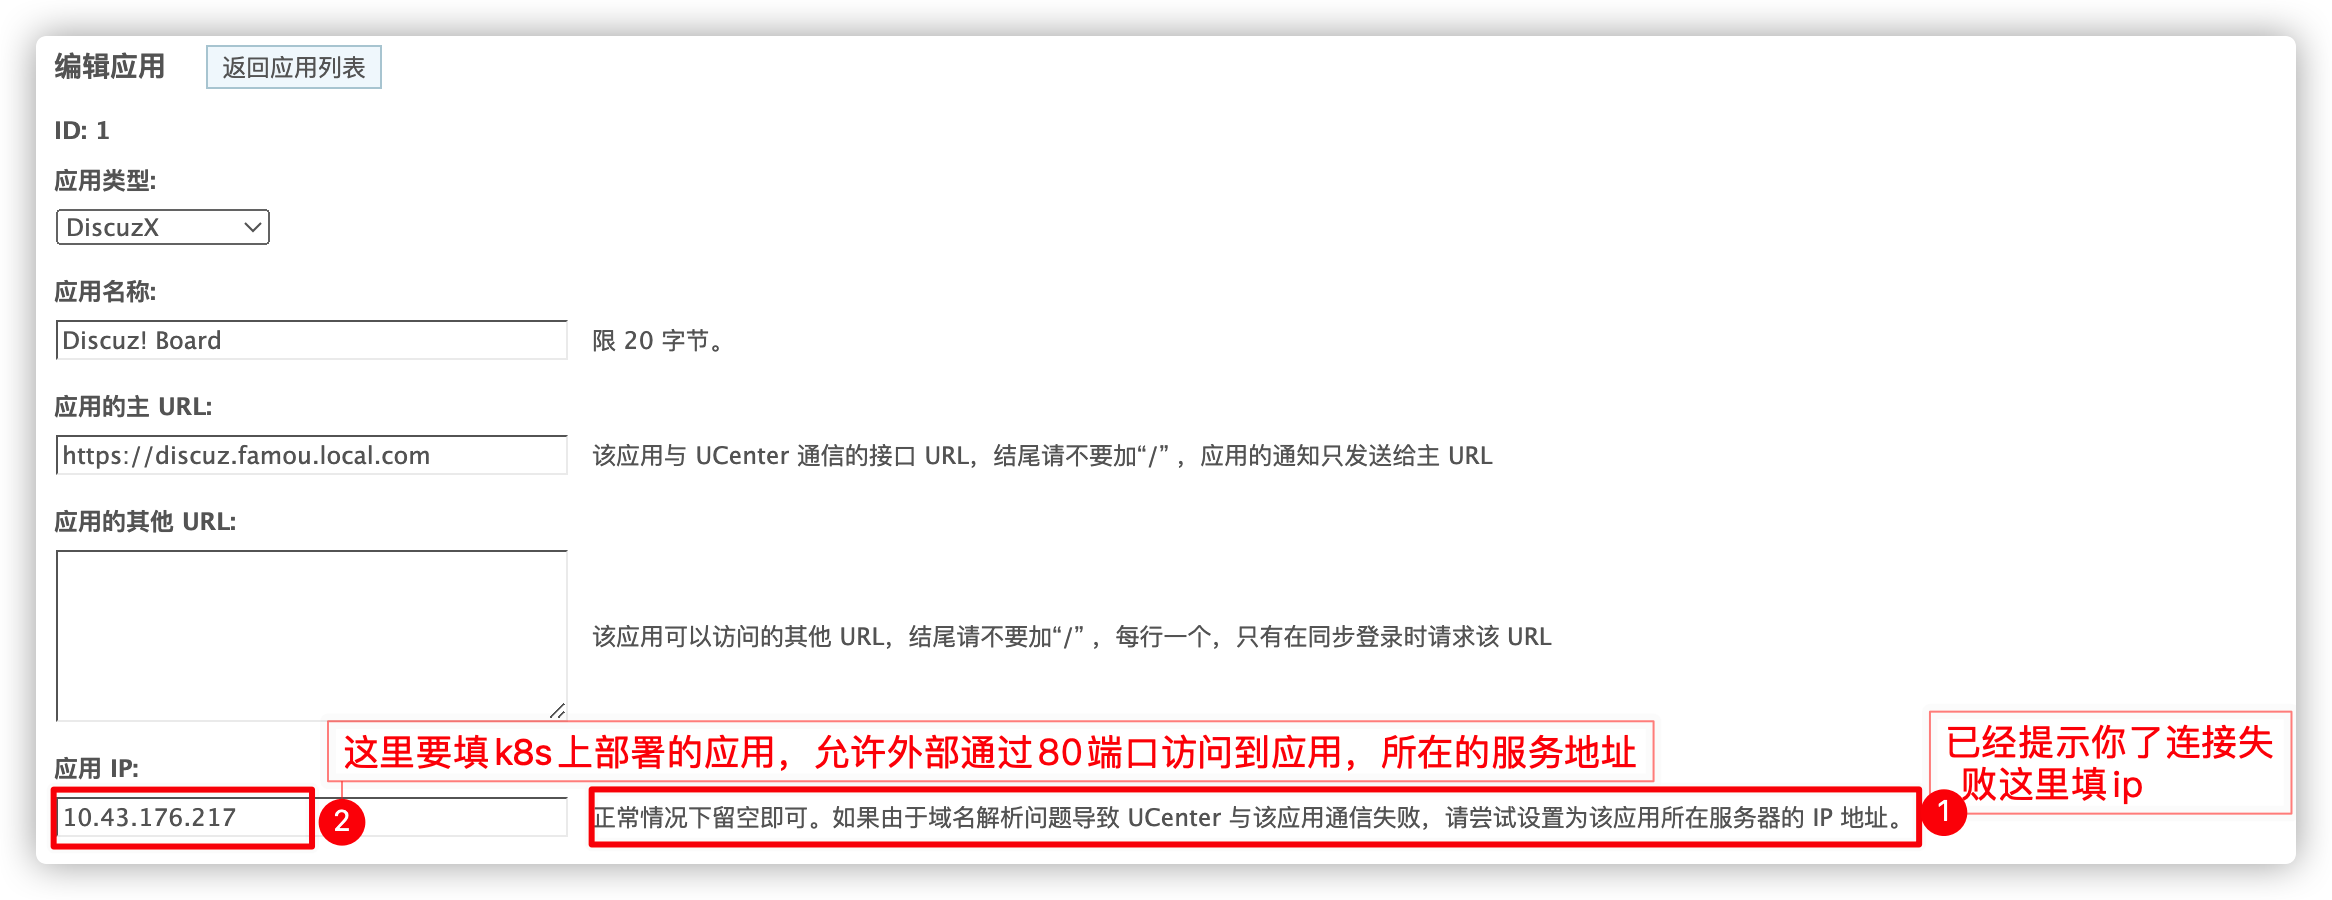 编辑应用 返回应用列表
ID: 1
应用类型:
DiscuzX
应用名称:
Discuz! Board 限 20 字节。
应用的主 URL:
https://discuz.famou.local.com 该应用与 UCenter 通信的接口 URL，结尾请不要加“/” ，应用的通知只发送给主 URL
应用的其他 URL:
该应用可以访问的其他 URL，结尾请不要加“/” ，每行一个，只有在同步登录时请求该 URL
这里要填k8s上部署的应用，允许外部通过80端口访问到应用，所在的服务地址
已经提示你了连接失
败这里填ip
应用 IP:
10.43.176.217 2 正常情况下留空即可。如果由于域名解析问题导致 UCenter 与该应用通信失败，请尝试设置为该应用所在服务器的 IP 地址。 1